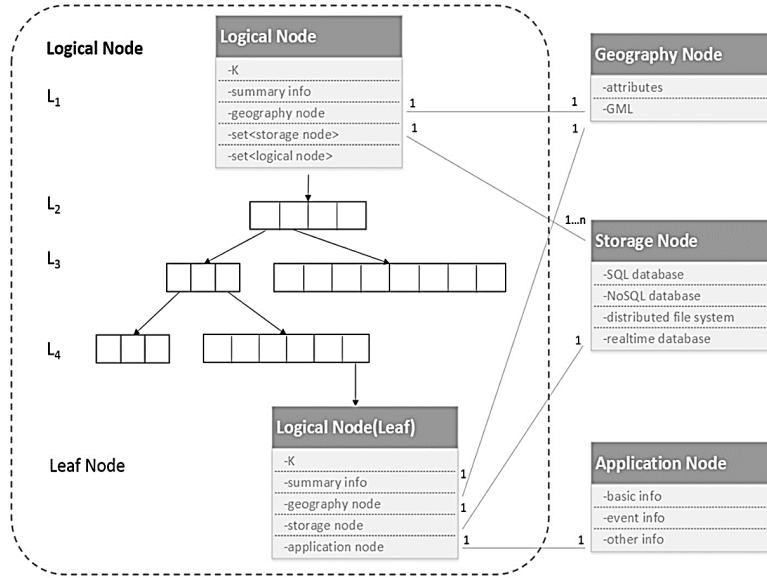 Logical Node
L1
L2
L3
L4
Leaf Node
Logical Node
-K
-summary info
-geography node
-set<storage node>
-set<logical node>
Logical Node(Leaf)
-K
-summary info
-geography node
-storage node
-application node
1
1
1
1...n
1
1
1
1
1
Geography Node
-attributes
-GML
Storage Node
-SQL database
-NoSQL database
-distributed file system
-realtime database
Application Node
-basic info
-event info
-other info